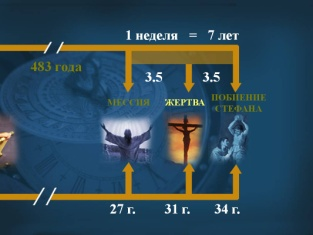 1 неделя = 7 лет
483 года
3.5 3.5
МЕССИЯ ЖЕРТВА ПОБИЕНИЕ
СТЕФАНА
27 г. 31 г. 34 г.